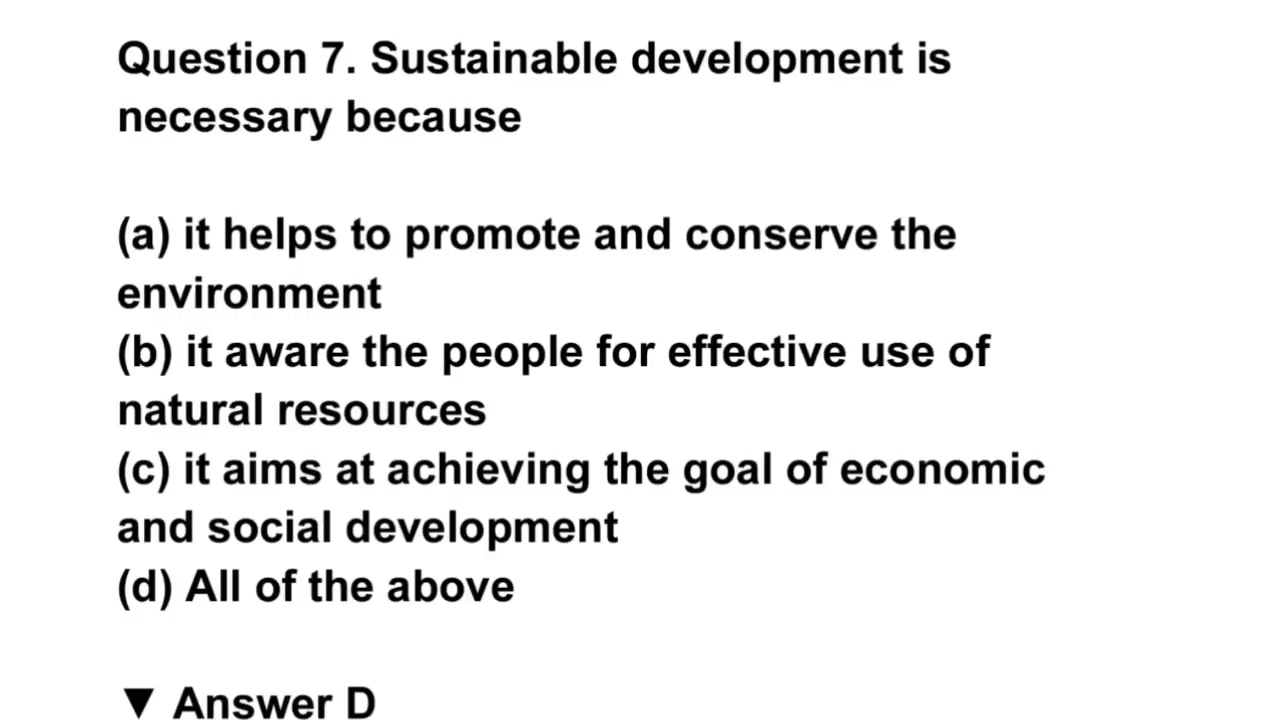 Question 7. Sustainable development is
necessary because
(a) it helps to promote and conserve the
environment
(b) it aware the people for effective use of
natural resources
(c) it aims at achieving the goal of economic
and social development
(d) All of the above
▼ Answer D